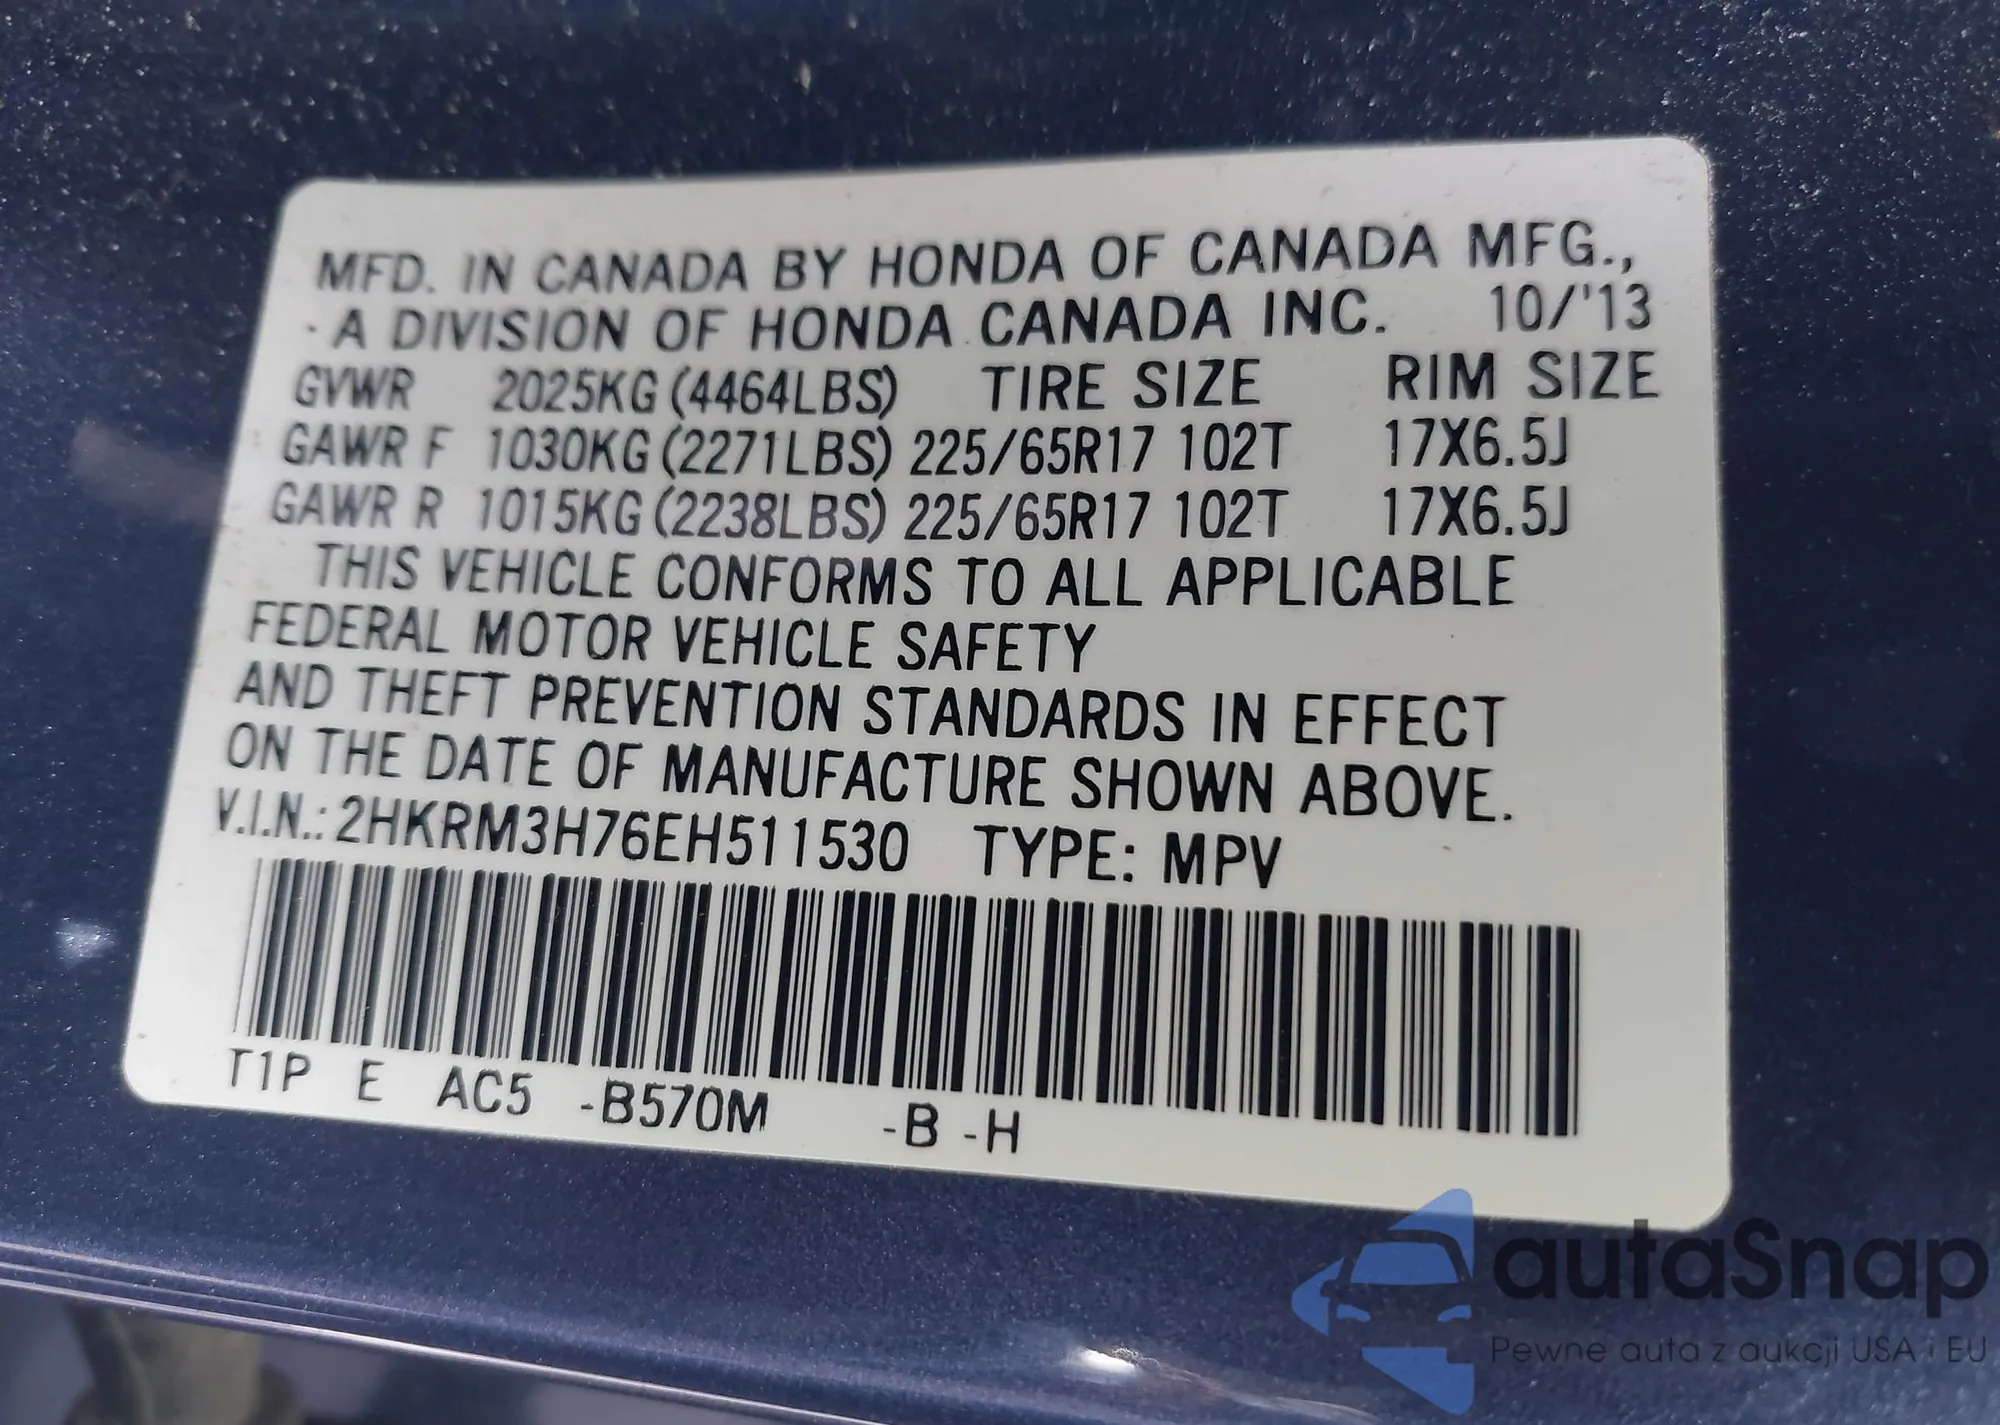 MFD. IN CANADA BY HONDA OF CANADA MFG.,
A DIVISION OF HONDA CANADA INC. 10/'13
GVWR 2025KG (4464LBS) TIRE SIZE RIM SIZE
GAWR F 1030KG (2271LBS) 225/65R17 102T 17X6.5J
GAWR R 1015KG (2238LBS) 225/65R17 102T 17X6.5J
THIS VEHICLE CONFORMS TO ALL APPLICABLE
FEDERAL MOTOR VEHICLE SAFETY
AND THEFT PREVENTION STANDARDS IN EFFECT
ON THE DATE OF MANUFACTURE SHOWN ABOVE.
V.I.N.: 2HKRM3H76EH511530 TYPE: MPV
T1P E AC5 -B570M -B -H
autaSnap
Pewne auta z aukcji USA i EU